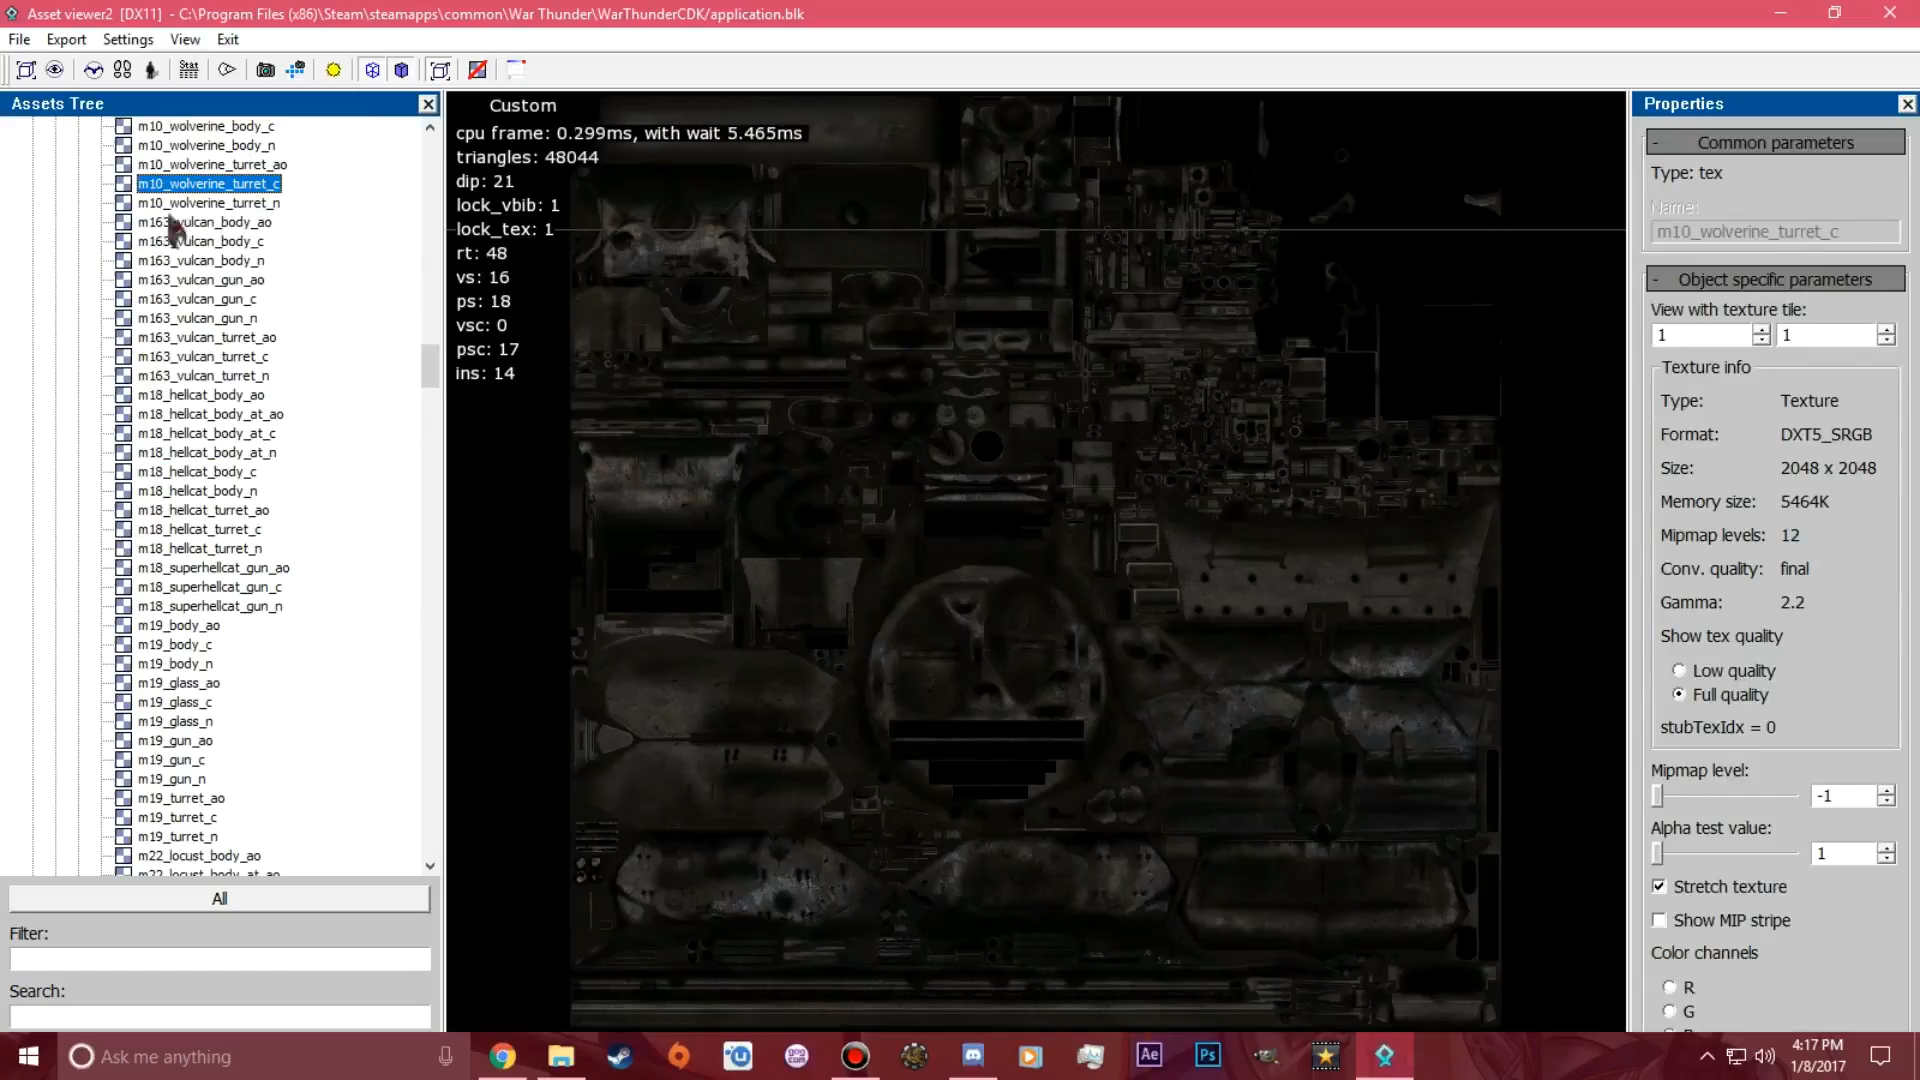 Asset viewer2 [DX11] - C:\Program Files (x86)\Steam\steamapps\common\War Thunder\WarThunderCDK/application.blk
File Export Settings View Exit
Stat
Assets Tree
m10_wolverine_body_c
m10_wolverine_body_n
m10_wolverine_turret_ao
m10_wolverine_turret_c
m10_wolverine_turret_n
m163_vulcan_body_ao
m163_vulcan_body_c
m163_vulcan_body_n
m163_vulcan_gun_ao
m163_vulcan_gun_c
m163_vulcan_gun_n
m163_vulcan_turret_ao
m163_vulcan_turret_c
m163_vulcan_turret_n
m18_hellcat_body_ao
m18_hellcat_body_at_ao
m18_hellcat_body_at_c
m18_hellcat_body_at_n
m18_hellcat_body_c
m18_hellcat_body_n
m18_hellcat_turret_ao
m18_hellcat_turret_c
m18_hellcat_turret_n
m18_superhellcat_gun_ao
m18_superhellcat_gun_c
m18_superhellcat_gun_n
m19_body_ao
m19_body_c
m19_body_n
m19_glass_ao
m19_glass_c
m19_glass_n
m19_gun_ao
m19_gun_c
m19_gun_n
m19_turret_ao
m19_turret_c
m19_turret_n
m22_locust_body_ao
m22_locust_body_at_ao
All
Filter:
Search:
Custom
cpu frame: 0.299ms, with wait 5.465ms
triangles: 48044
dip: 21
lock_vbib: 1
lock_tex: 1
rt: 48
vs: 16
ps: 18
vsc: 0
psc: 17
ins: 14
Properties
- Common parameters
Type: tex
Name:
m10_wolverine_turret_c
- Object specific parameters
View with texture tile:
1 1
Texture info
Type: Texture
Format: DXT5_SRGB
Size: 2048 x 2048
Memory size: 5464K
Mipmap levels: 12
Conv. quality: final
Gamma: 2.2
Show tex quality
Low quality
Full quality
stubTexIdx = 0
Mipmap level:
-1
Alpha test value:
1
Stretch texture
Show MIP stripe
Color channels
R
G
Ask me anything
gog.com
Ae
Ps
4:17 PM
1/8/2017